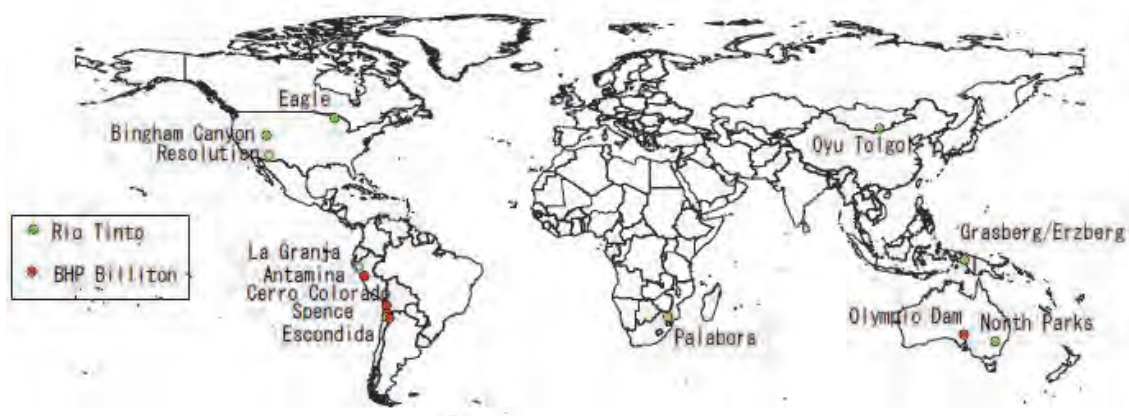 Eagle
Bingham Canyon
Resolution
Oyu Tolgoi
Rio Tinto
BHP Billiton
Grasberg/Erzberg
La Granja
Antamina
Cerro Colorado
Spence
Escondida
Palabora
Olympic Dam
North Parks